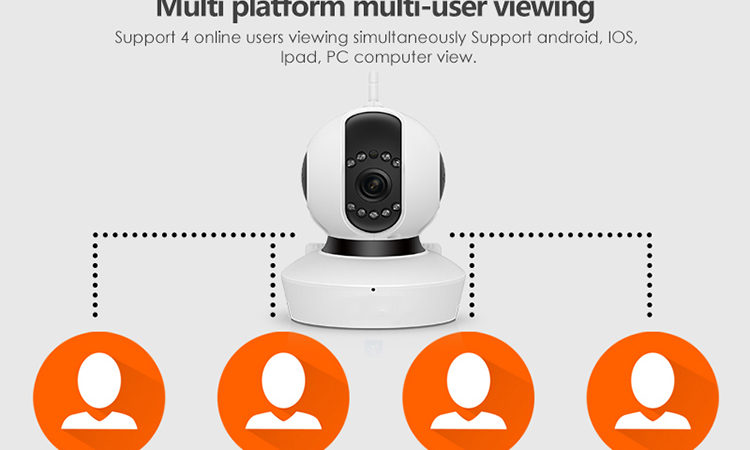 Multi platform multi-user viewing
Support 4 online users viewing simultaneously Support android, IOS,
Ipad, PC computer view.